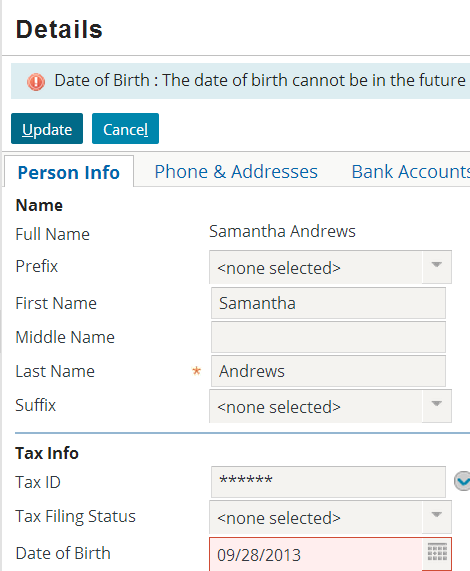 Details
Date of Birth : The date of birth cannot be in the future
Update Cancel
Person Info Phone & Addresses Bank Accounts
Name
Full Name Samantha Andrews
Prefix <none selected>
First Name Samantha
Middle Name
Last Name * Andrews
Suffix <none selected>
Tax Info
Tax ID ******
Tax Filing Status <none selected>
Date of Birth 09/28/2013